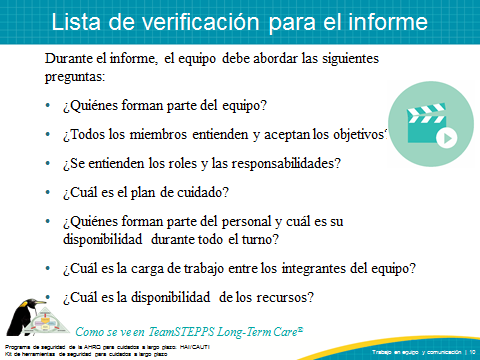 Lista de verificación para el informe
Durante el informe, el equipo debe abordar las siguientes
preguntas:
• ¿Quiénes forman parte del equipo?
• ¿Todos los miembros entienden y aceptan los objetivos?
• ¿Se entienden los roles y las responsabilidades?
• ¿Cuál es el plan de cuidado?
• ¿Quiénes forman parte del personal y cuál es su
disponibilidad durante todo el turno?
• ¿Cuál es la carga de trabajo entre los integrantes del equipo?
• ¿Cuál es la disponibilidad de los recursos?
Como se ve en TeamSTEPPS Long-Term Care®
Programa de seguridad de la AHRQ para cuidados a largo plazo: HAI/CAUTI
Kit de herramientas de seguridad para cuidados a largo plazo
Trabajo en equipo y comunicación | 10